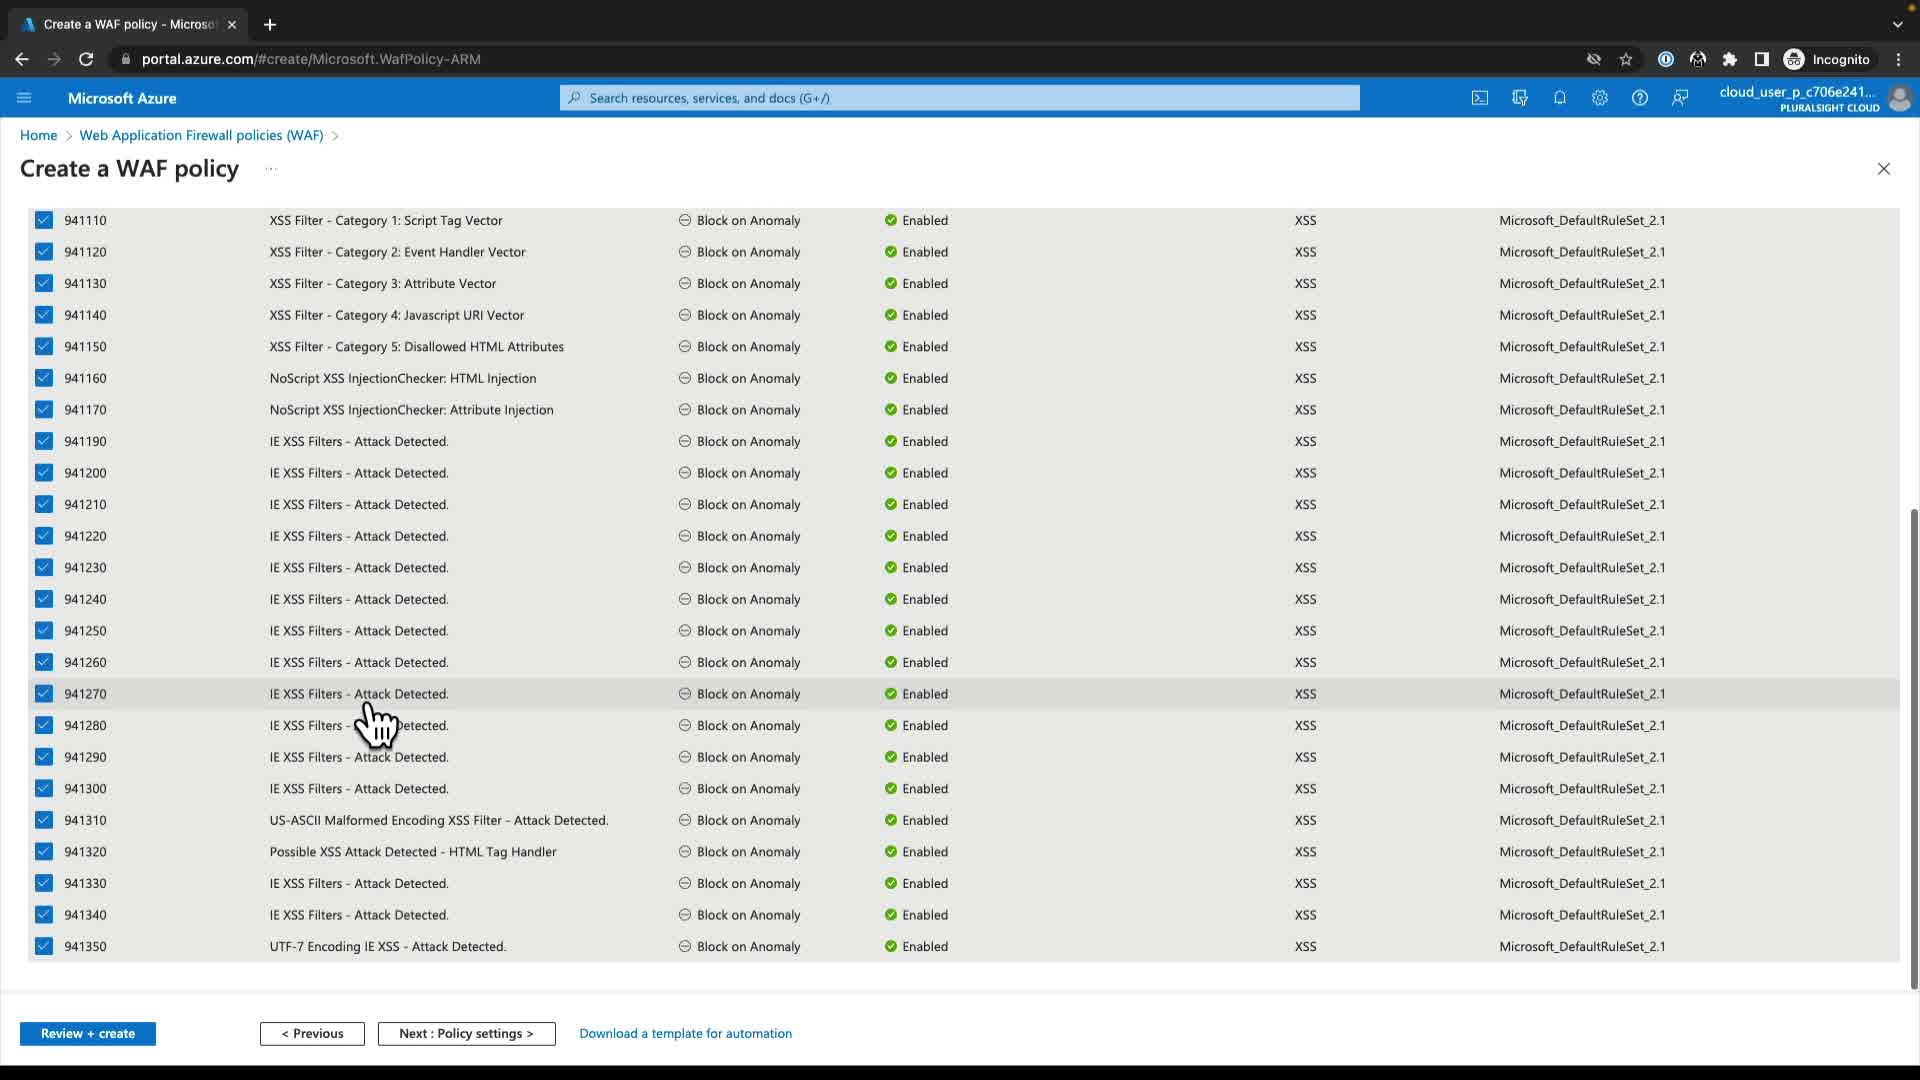 Create a WAF policy - Microsof
portal.azure.com/#create/Microsoft.WafPolicy-ARM
Incognito
Microsoft Azure
Search resources, services, and docs (G+/)
cloud_user_p_c706e241...
PLURALSIGHT CLOUD
Home > Web Application Firewall policies (WAF) >
Create a WAF policy ...
941110 XSS Filter - Category 1: Script Tag Vector Block on Anomaly Enabled XSS Microsoft_DefaultRuleSet_2.1
941120 XSS Filter - Category 2: Event Handler Vector Block on Anomaly Enabled XSS Microsoft_DefaultRuleSet_2.1
941130 XSS Filter - Category 3: Attribute Vector Block on Anomaly Enabled XSS Microsoft_DefaultRuleSet_2.1
941140 XSS Filter - Category 4: Javascript URI Vector Block on Anomaly Enabled XSS Microsoft_DefaultRuleSet_2.1
941150 XSS Filter - Category 5: Disallowed HTML Attributes Block on Anomaly Enabled XSS Microsoft_DefaultRuleSet_2.1
941160 NoScript XSS InjectionChecker: HTML Injection Block on Anomaly Enabled XSS Microsoft_DefaultRuleSet_2.1
941170 NoScript XSS InjectionChecker: Attribute Injection Block on Anomaly Enabled XSS Microsoft_DefaultRuleSet_2.1
941190 IE XSS Filters - Attack Detected. Block on Anomaly Enabled XSS Microsoft_DefaultRuleSet_2.1
941200 IE XSS Filters - Attack Detected. Block on Anomaly Enabled XSS Microsoft_DefaultRuleSet_2.1
941210 IE XSS Filters - Attack Detected. Block on Anomaly Enabled XSS Microsoft_DefaultRuleSet_2.1
941220 IE XSS Filters - Attack Detected. Block on Anomaly Enabled XSS Microsoft_DefaultRuleSet_2.1
941230 IE XSS Filters - Attack Detected. Block on Anomaly Enabled XSS Microsoft_DefaultRuleSet_2.1
941240 IE XSS Filters - Attack Detected. Block on Anomaly Enabled XSS Microsoft_DefaultRuleSet_2.1
941250 IE XSS Filters - Attack Detected. Block on Anomaly Enabled XSS Microsoft_DefaultRuleSet_2.1
941260 IE XSS Filters - Attack Detected. Block on Anomaly Enabled XSS Microsoft_DefaultRuleSet_2.1
941270 IE XSS Filters - Attack Detected. Block on Anomaly Enabled XSS Microsoft_DefaultRuleSet_2.1
941280 IE XSS Filters - Detected. Block on Anomaly Enabled XSS Microsoft_DefaultRuleSet_2.1
941290 IE XSS Filters - Attack Detected. Block on Anomaly Enabled XSS Microsoft_DefaultRuleSet_2.1
941300 IE XSS Filters - Attack Detected. Block on Anomaly Enabled XSS Microsoft_DefaultRuleSet_2.1
941310 US-ASCII Malformed Encoding XSS Filter - Attack Detected. Block on Anomaly Enabled XSS Microsoft_DefaultRuleSet_2.1
941320 Possible XSS Attack Detected - HTML Tag Handler Block on Anomaly Enabled XSS Microsoft_DefaultRuleSet_2.1
941330 IE XSS Filters - Attack Detected. Block on Anomaly Enabled XSS Microsoft_DefaultRuleSet_2.1
941340 IE XSS Filters - Attack Detected. Block on Anomaly Enabled XSS Microsoft_DefaultRuleSet_2.1
941350 UTF-7 Encoding IE XSS - Attack Detected. Block on Anomaly Enabled XSS Microsoft_DefaultRuleSet_2.1
Review + create < Previous Next : Policy settings > Download a template for automation